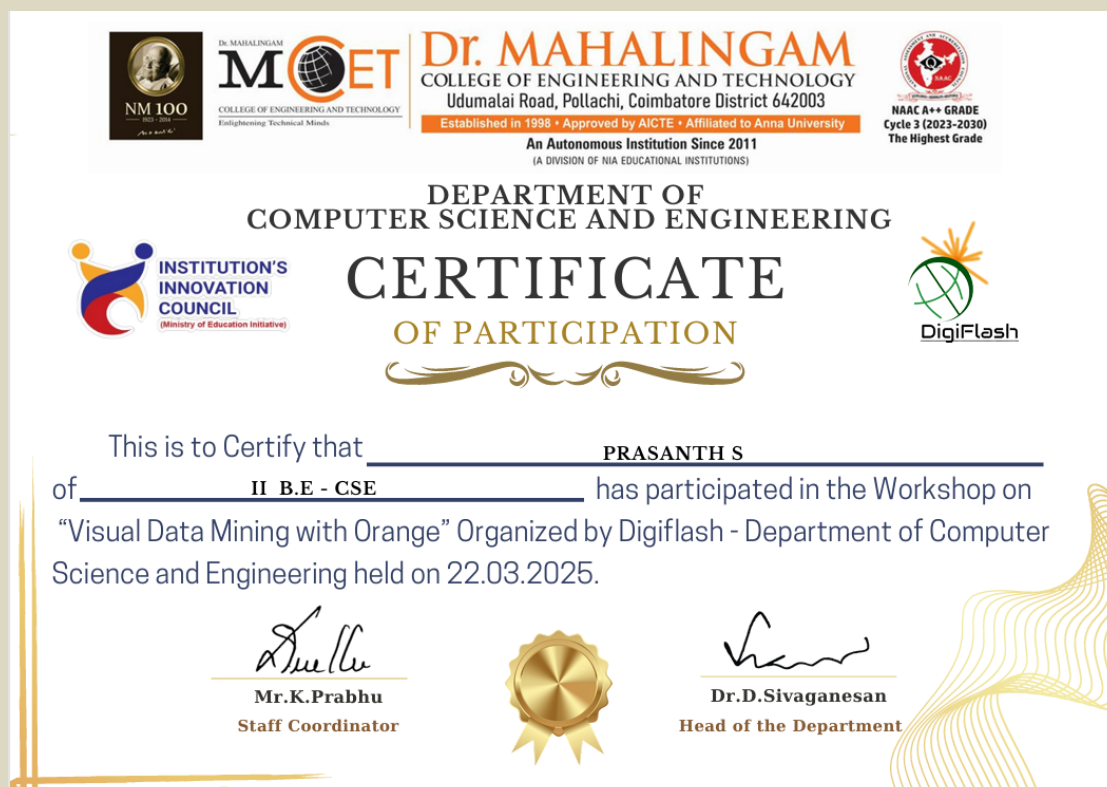 NM 100
1923 - 2014
Dr. MAHALINGAM
MCET
COLLEGE OF ENGINEERING AND TECHNOLOGY
Enlightening Technical Minds
Dr. MAHALINGAM
COLLEGE OF ENGINEERING AND TECHNOLOGY
Udumalai Road, Pollachi, Coimbatore District 642003
Established in 1998 • Approved by AICTE • Affiliated to Anna University
An Autonomous Institution Since 2011
(A DIVISION OF NIA EDUCATIONAL INSTITUTIONS)
NAAC
NAAC A++ GRADE
Cycle 3 (2023-2030)
The Highest Grade
DEPARTMENT OF
COMPUTER SCIENCE AND ENGINEERING
INSTITUTION'S
INNOVATION
COUNCIL
(Ministry of Education Initiative)
CERTIFICATE
OF PARTICIPATION
DigiFlash
This is to Certify that PRASANTH S
of II B.E - CSE has participated in the Workshop on
“Visual Data Mining with Orange” Organized by Digiflash - Department of Computer
Science and Engineering held on 22.03.2025.
Mr.K.Prabhu
Staff Coordinator
Dr.D.Sivaganesan
Head of the Department